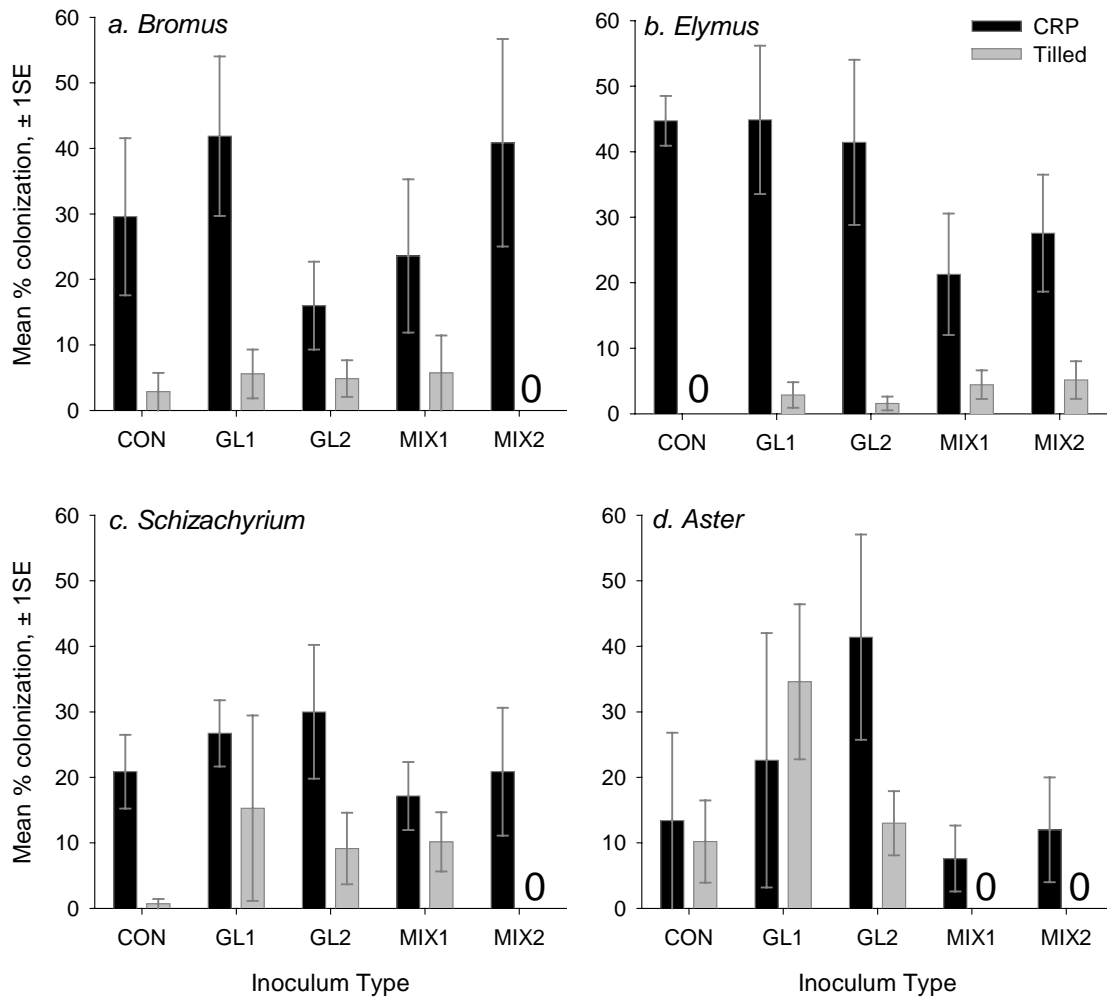 a. Bromus
Mean % colonization, ± 1SE
60
50
40
30
20
10
0
0
CON GL1 GL2 MIX1 MIX2
b. Elymus
CRP
Tilled
60
50
40
30
20
10
0
0
CON GL1 GL2 MIX1 MIX2
c. Schizachyrium
Mean % colonization, ± 1SE
60
50
40
30
20
10
0
0
CON GL1 GL2 MIX1 MIX2
Inoculum Type
d. Aster
60
50
40
30
20
10
0
0 0
CON GL1 GL2 MIX1 MIX2
Inoculum Type